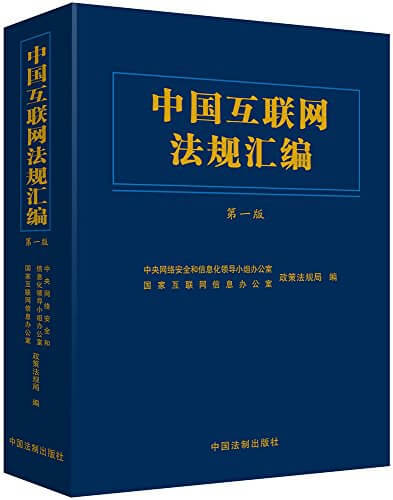 中国互联网
法规汇编
第一版
中央网络安全和信息化领导小组办公室
国家互联网信息办公室
政策法规局 编
中国法制出版社
中国互联网法规汇编
第一版
中央网络安全和
信息化领导小组办公室
国家互联网信息办公室
政策法规局 编
中国法制出版社